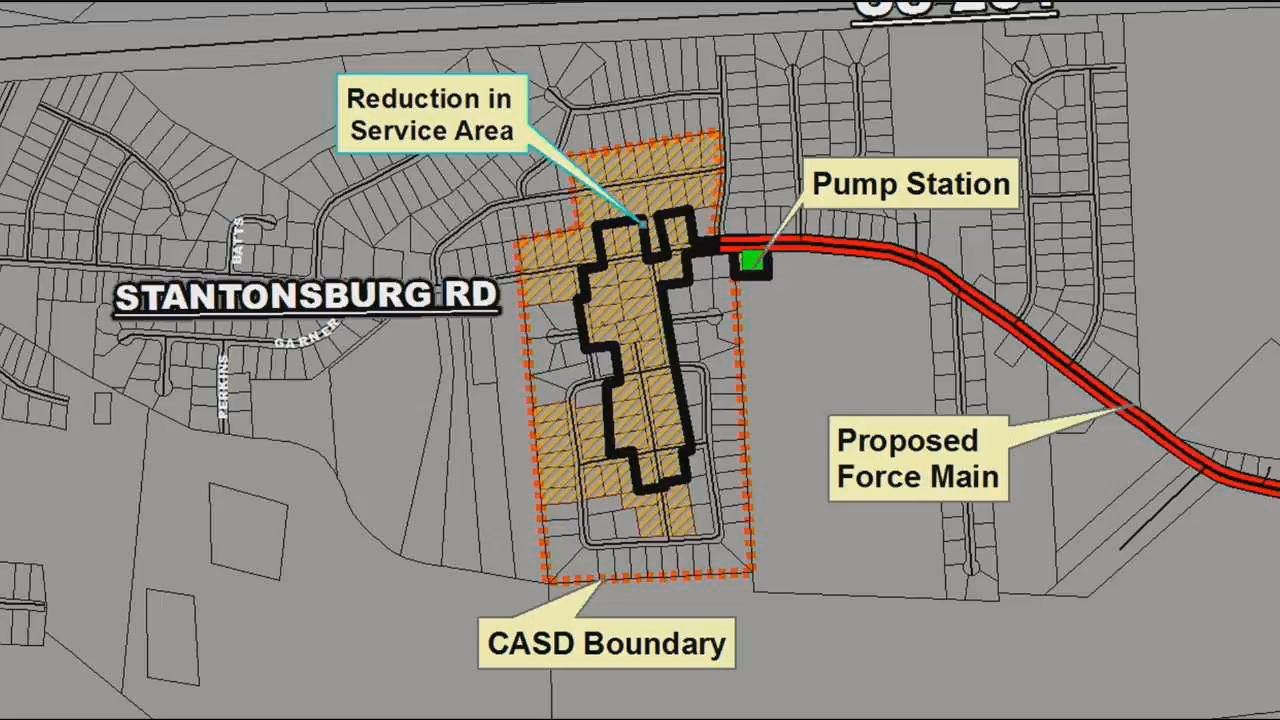 Reduction in
Service Area
Pump Station
BATTS
STANTONSBURG RD
GARNER
PERKINS
Proposed
Force Main
CASD Boundary